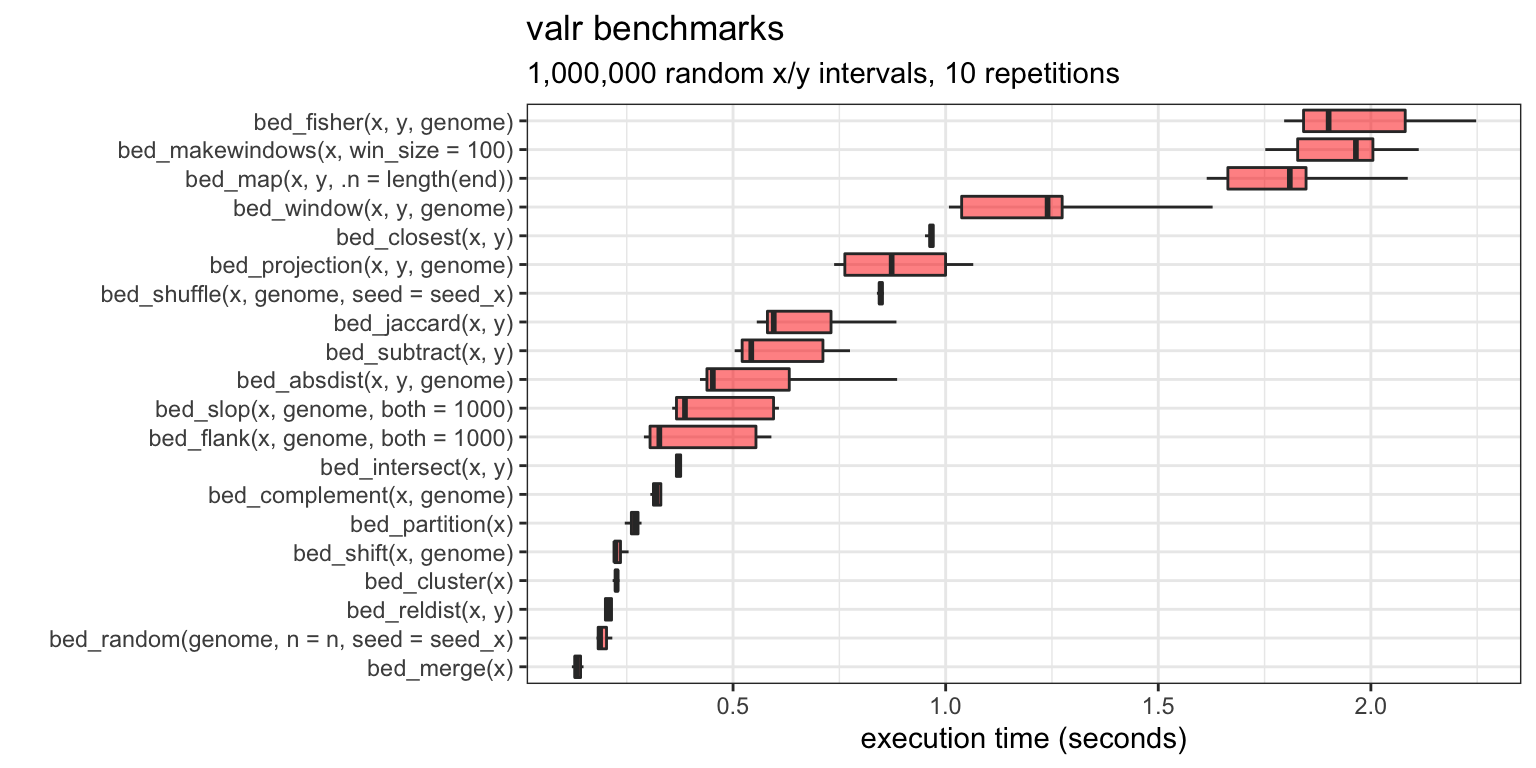 valr benchmarks
1,000,000 random x/y intervals, 10 repetitions
bed_fisher(x, y, genome)
bed_makewindows(x, win_size = 100)
bed_map(x, y, .n = length(end))
bed_window(x, y, genome)
bed_closest(x, y)
bed_projection(x, y, genome)
bed_shuffle(x, genome, seed = seed_x)
bed_jaccard(x, y)
bed_subtract(x, y)
bed_absdist(x, y, genome)
bed_slop(x, genome, both = 1000)
bed_flank(x, genome, both = 1000)
bed_intersect(x, y)
bed_complement(x, genome)
bed_partition(x)
bed_shift(x, genome)
bed_cluster(x)
bed_reldist(x, y)
bed_random(genome, n = n, seed = seed_x)
bed_merge(x)
0.5 1.0 1.5 2.0
execution time (seconds)